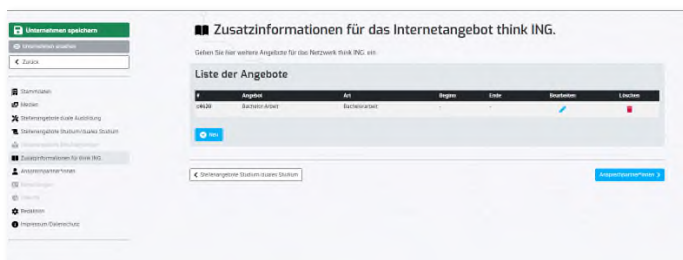 Unternehmen speichern
Unternehmen ansehen
Zurück
Stammdaten
Medien
Stellenangebote duale Ausbildung
Stellenangebote Studium/duales Studium
Zusatzinformationen für think ING.
Ansprechpartner*innen
Redaktion
Impressum/Datenschutz
Zusatzinformationen für das Internetangebot think ING.
Geben Sie hier weitere Angebote für das Netzwerk think ING. ein.
Liste der Angebote
# Angebot Art Beginn Ende Bearbeiten Löschen
Bachelor Arbeit Bachelorarbeit - -
Neu
Stellenangebote Studium/duales Studium
Ansprechpartner*innen